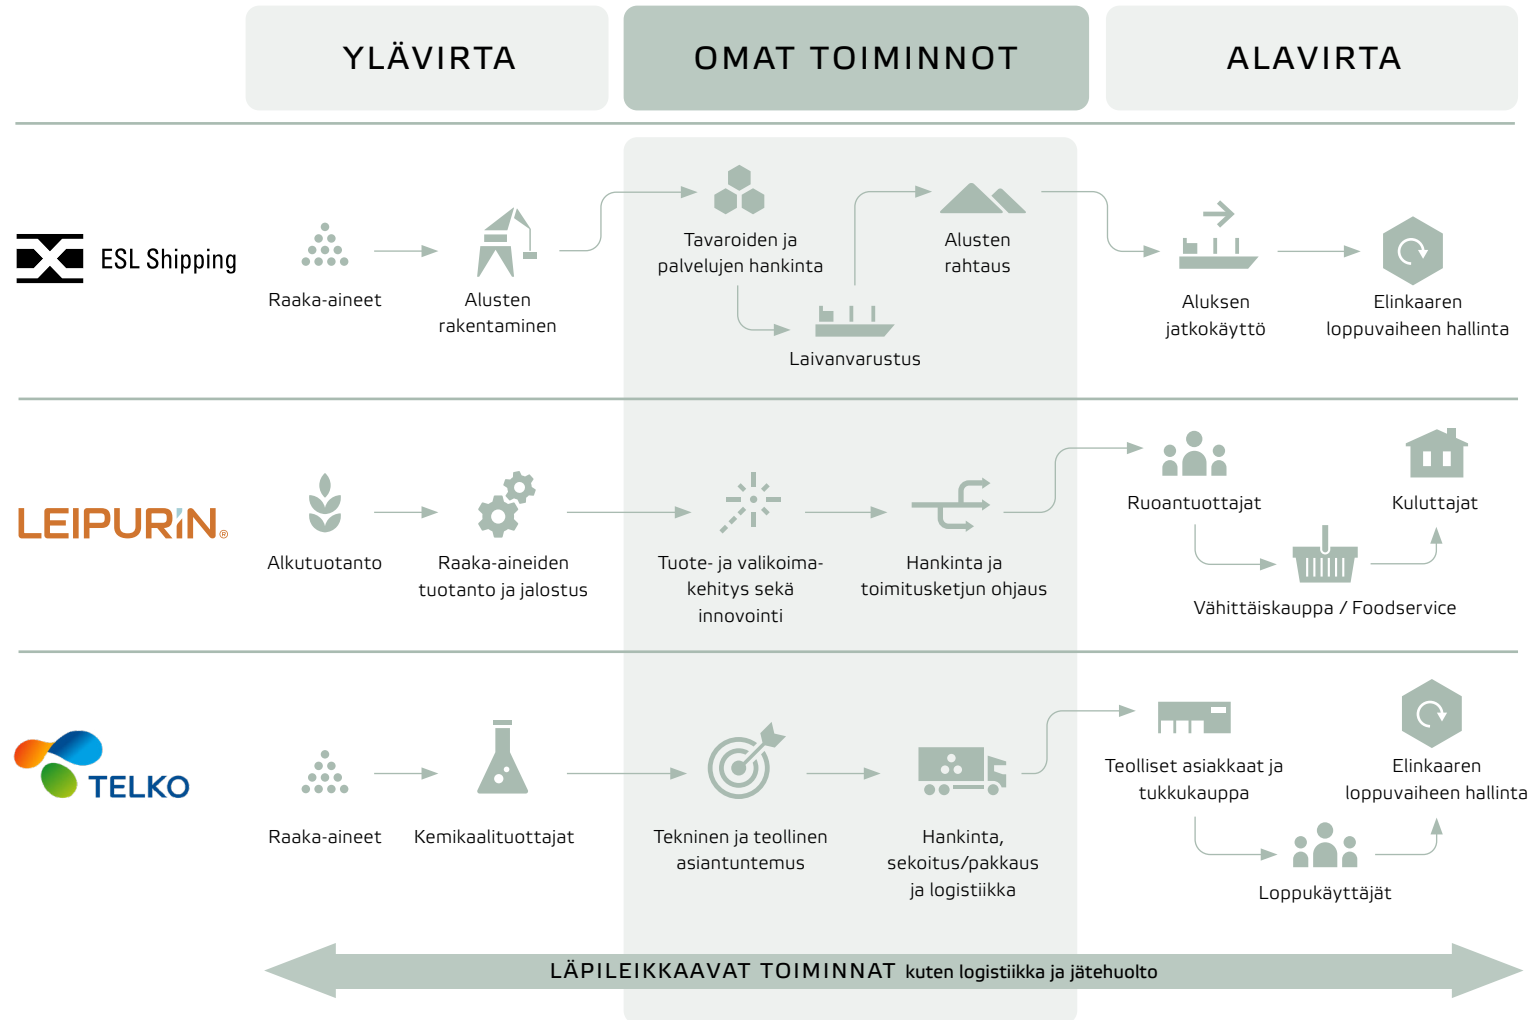 YLÄVIRTA
OMAT TOIMINNOT
ALAVIRTA
ESL Shipping
Raaka-aineet
Alusten
rakentaminen
Tavaroiden ja
palvelujen hankinta
Laivanvarustus
Alusten
rahtaus
Aluksen
jatkokäyttö
Elinkaaren
loppuvaiheen hallinta
LEIPURIN®
Alkutuotanto
Raaka-aineiden
tuotanto ja jalostus
Tuote- ja valikoima-
kehitys sekä
innovointi
Hankinta ja
toimitusketjun ohjaus
Ruoantuottajat
Vähittäiskauppa / Foodservice
Kuluttajat
TELKO
Raaka-aineet
Kemikaalituottajat
Tekninen ja teollinen
asiantuntemus
Hankinta,
sekoitus/pakkaus
ja logistiikka
Teolliset asiakkaat ja
tukkukauppa
Loppukäyttäjät
Elinkaaren
loppuvaiheen hallinta
LÄPILEIKKAAVAT TOIMINNAT kuten logistiikka ja jätehuolto